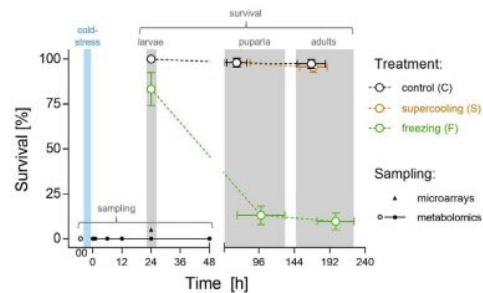 survival
cold-
stress
larvae
puparia
adults
100
75
50
25
0
Survival [%]
sampling
00
0
12
24
36
48
96
144
192
240
Time [h]
Treatment:
control (C)
supercooling (S)
freezing (F)
Sampling:
microarrays
metabolomics